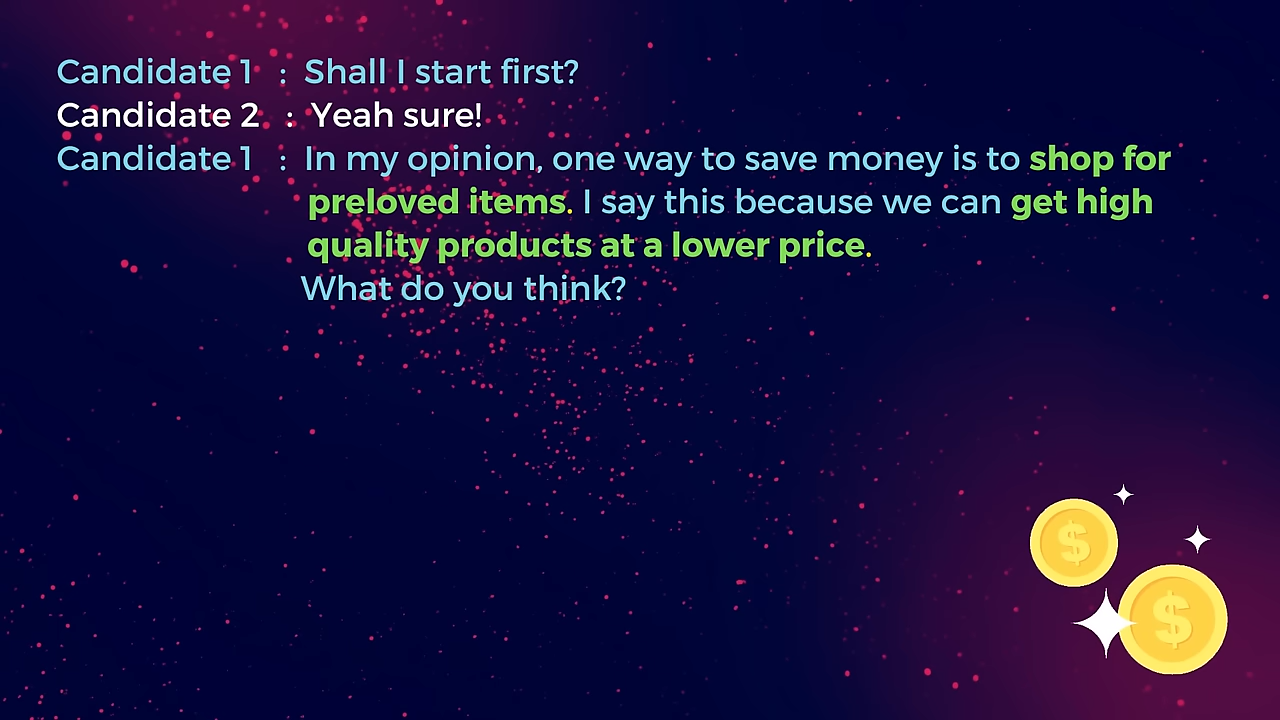 Candidate 1 : Shall I start first?
Candidate 2 : Yeah sure!
Candidate 1 : In my opinion, one way to save money is to shop for
preloved items. I say this because we can get high
quality products at a lower price.
What do you think?
$
$